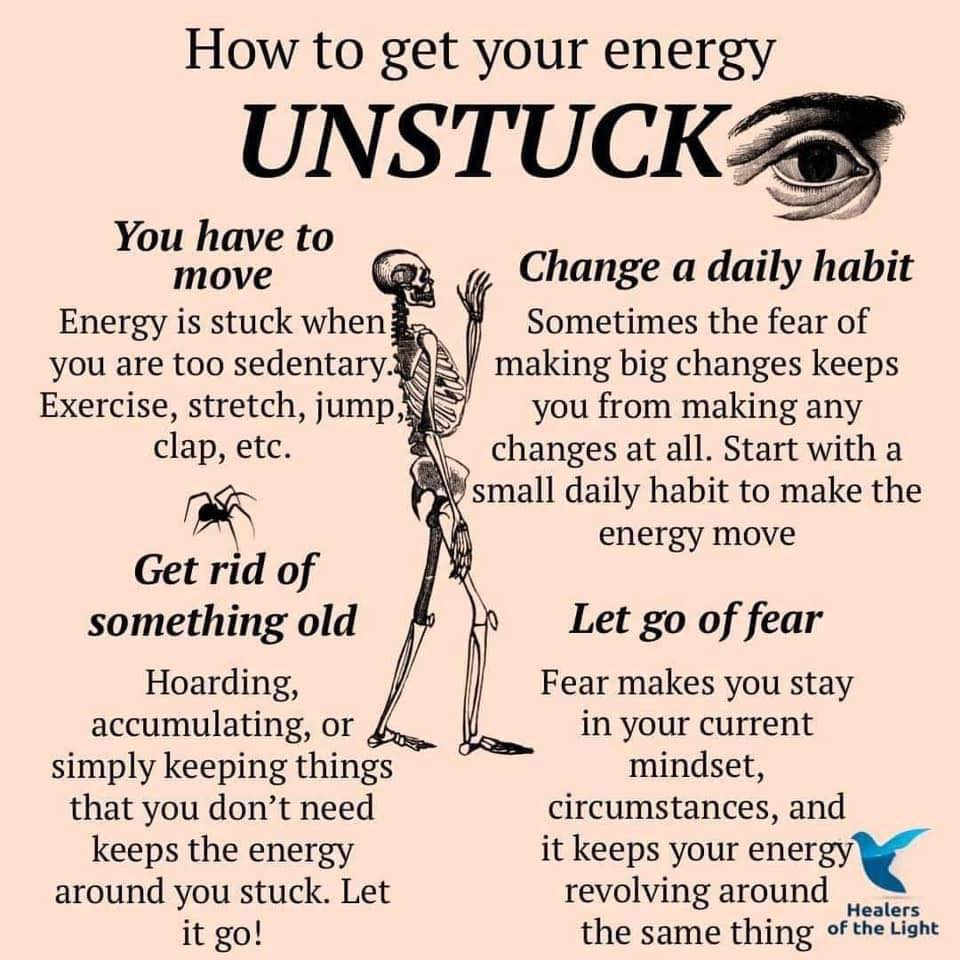 How to get your energy
UNSTUCK
You have to
move
Energy is stuck when
you are too sedentary.
Exercise, stretch, jump,
clap, etc.
Change a daily habit
Sometimes the fear of
making big changes keeps
you from making any
changes at all. Start with a
small daily habit to make the
energy move
Get rid of
something old
Hoarding,
accumulating, or
simply keeping things
that you don’t need
keeps the energy
around you stuck. Let
it go!
Let go of fear
Fear makes you stay
in your current
mindset,
circumstances, and
it keeps your energy
revolving around
the same thing
Healers
of the Light